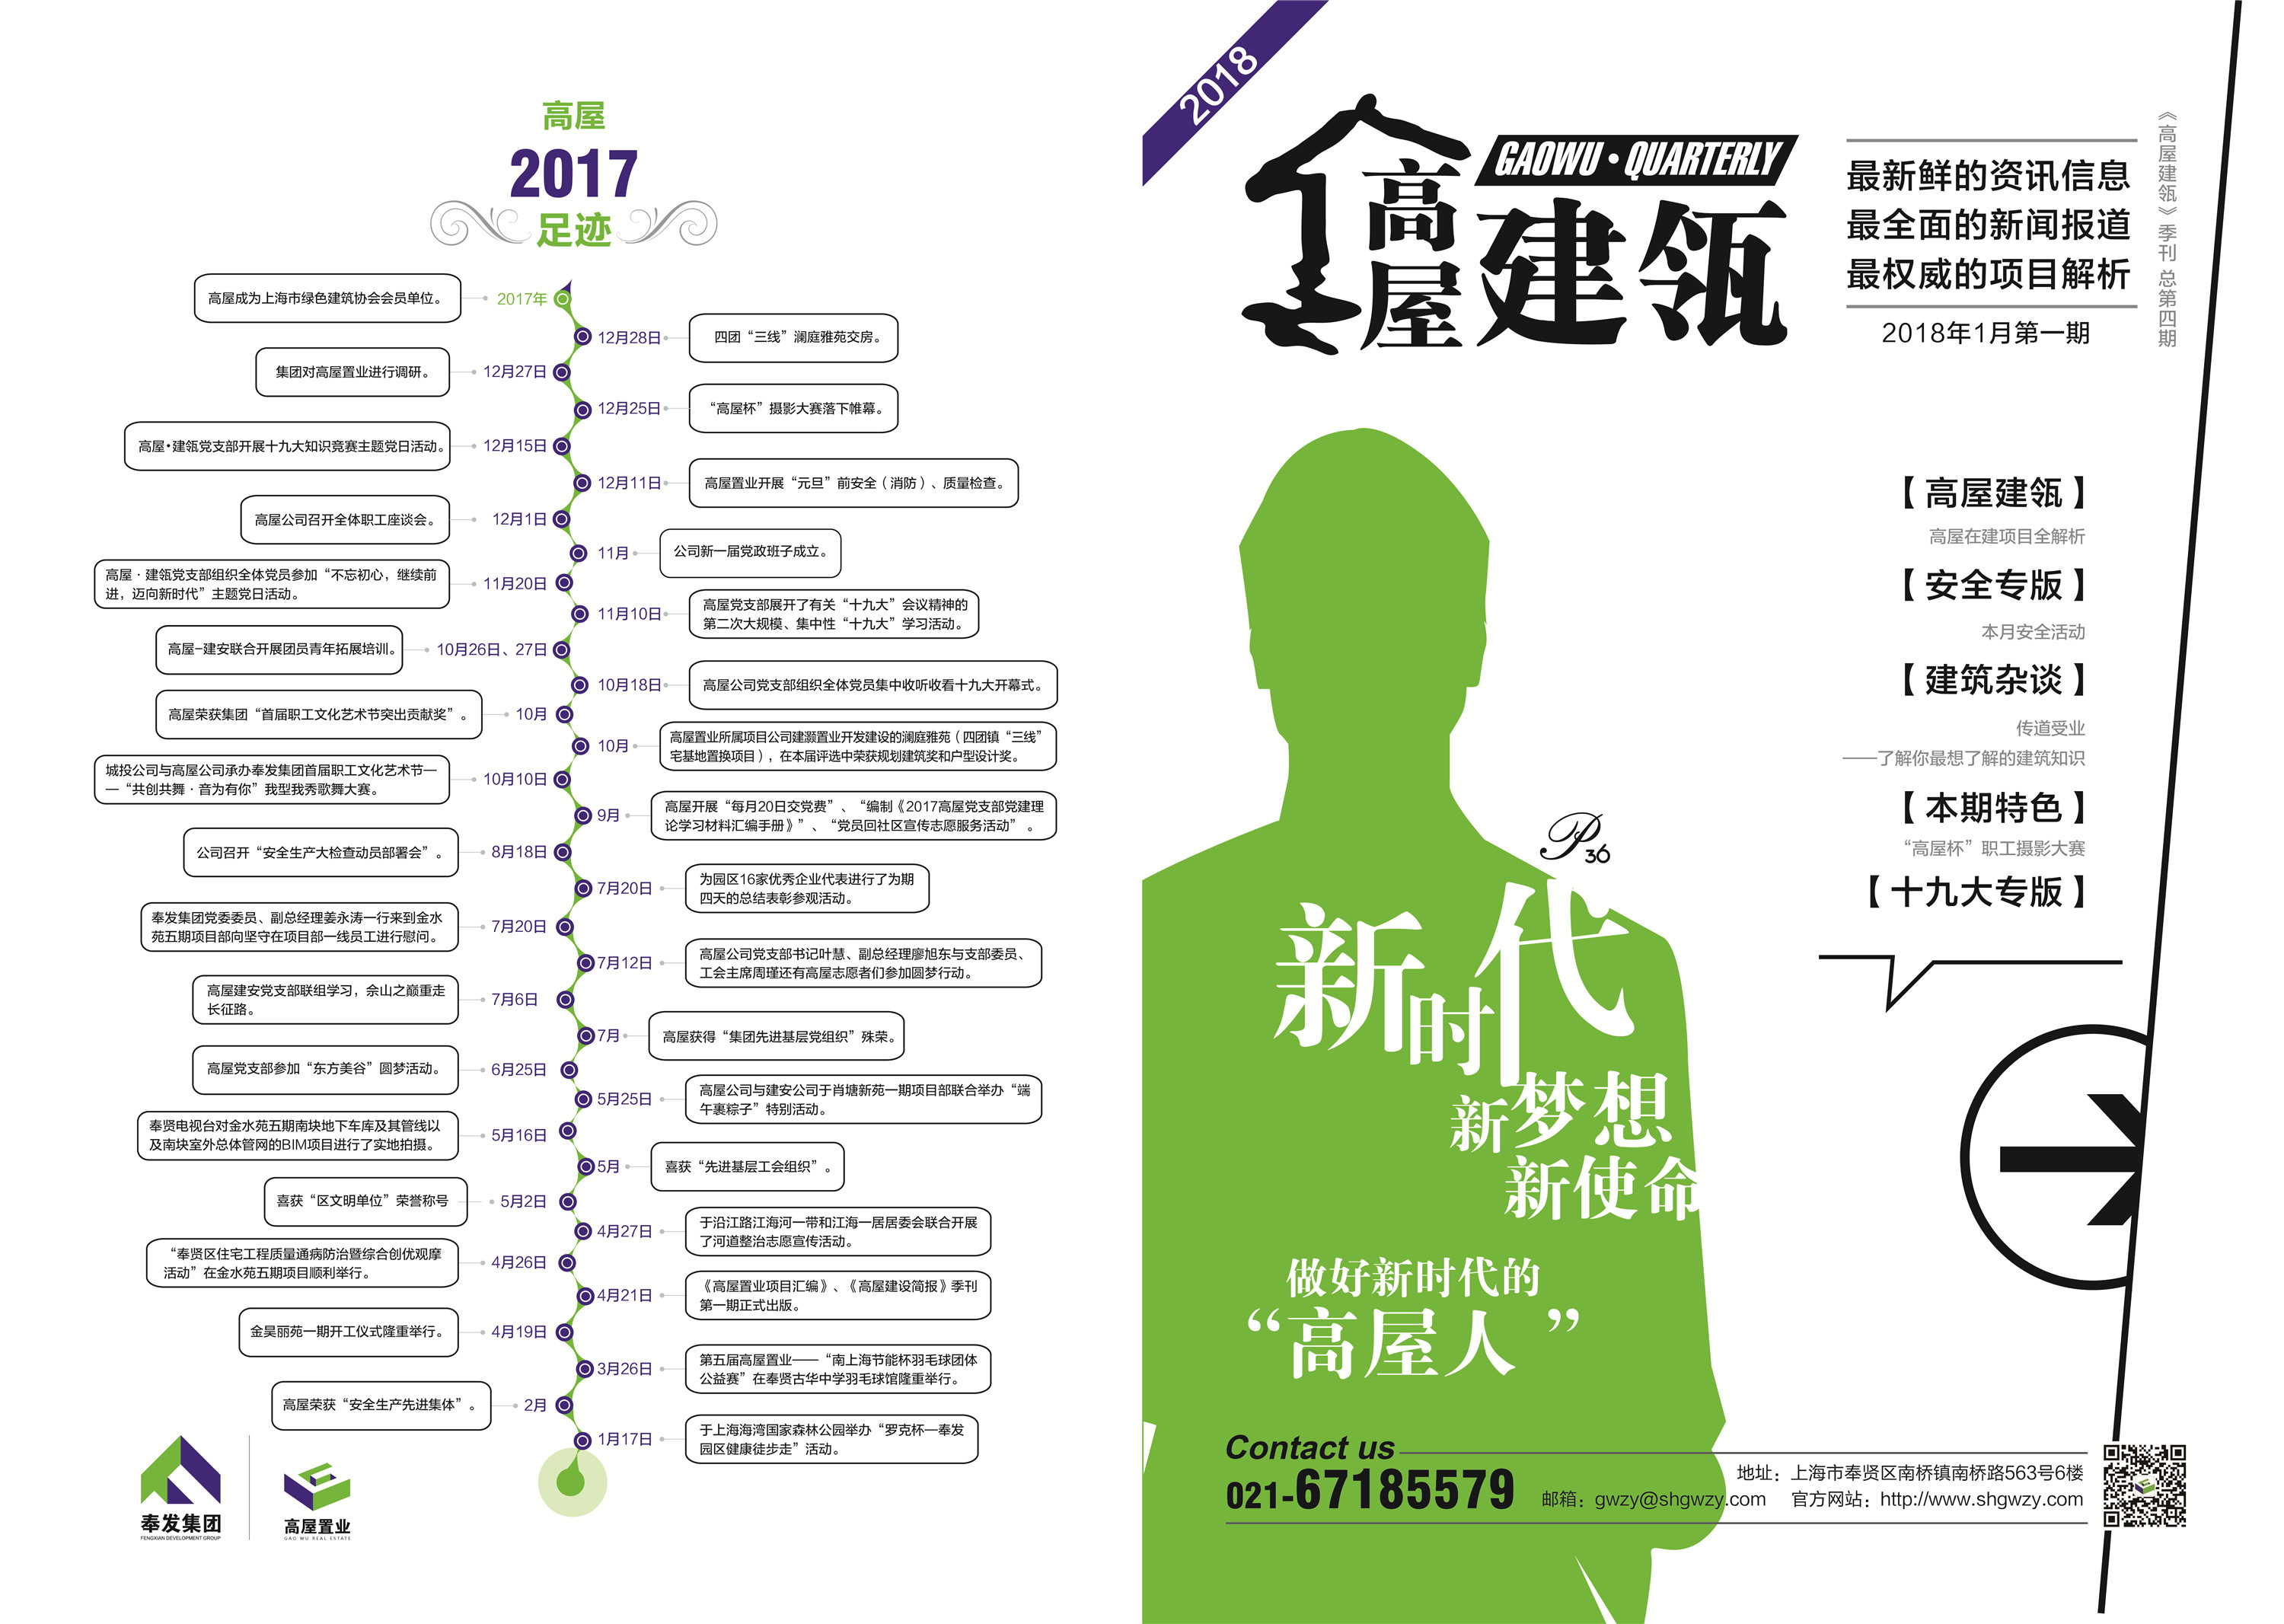 高屋
2017
足迹
高屋成为上海市绿色建筑协会会员单位。
2017年
12月28日
四团“三线”澜庭雅苑交房。
集团对高屋置业进行调研。
12月27日
12月25日
“高屋杯”摄影大赛落下帷幕。
高屋·建瓴党支部开展十九大知识竞赛主题党日活动。
12月15日
12月11日
高屋置业开展“元旦”前安全（消防）、质量检查。
高屋公司召开全体职工座谈会。
12月1日
11月
公司新一届党政班子成立。
高屋·建瓴党支部组织全体党员参加“不忘初心，继续前
进，迈向新时代”主题党日活动。
11月20日
11月10日
高屋党支部展开了有关“十九大”会议精神的
第二次大规模、集中性“十九大”学习活动。
高屋-建安联合开展团员青年拓展培训。
10月26日、27日
10月18日
高屋公司党支部组织全体党员集中收听收看十九大开幕式。
高屋荣获集团“首届职工文化艺术节突出贡献奖”。
10月
10月
高屋置业所属项目公司建灏置业开发建设的澜庭雅苑（四团镇“三线”
宅基地置换项目），在本届评选中荣获规划建筑奖和户型设计奖。
城投公司与高屋公司承办奉发集团首届职工文化艺术节—
—“共创共舞·音为有你”我型我秀歌舞大赛。
10月10日
9月
高屋开展“每月20日交党费”、“编制《2017高屋党支部党建理
论学习材料汇编手册》”、“党员回社区宣传志愿服务活动”。
公司召开“安全生产大检查动员部署会”。
8月18日
7月20日
为园区16家优秀企业代表进行了为期
四天的总结表彰参观活动。
奉发集团党委委员、副总经理姜永涛一行来到金水
苑五期项目部向坚守在项目部一线员工进行慰问。
7月20日
7月12日
高屋公司党支部书记叶慧、副总经理廖旭东与支部委员、
工会主席周瑾还有高屋志愿者们参加圆梦行动。
高屋建安党支部联组学习，佘山之巅重走
长征路。
7月6日
7月
高屋获得“集团先进基层党组织”殊荣。
高屋党支部参加“东方美谷”圆梦活动。
6月25日
5月25日
高屋公司与建安公司于肖塘新苑一期项目部联合举办“端
午裹粽子”特别活动。
奉贤电视台对金水苑五期南块地下车库及其管线以
及南块室外总体管网的BIM项目进行了实地拍摄。
5月16日
5月
喜获“先进基层工会组织”。
喜获“区文明单位”荣誉称号
5月2日
4月27日
于沿江路江海河一带和江海一居居委会联合开展
了河道整治志愿宣传活动。
“奉贤区住宅工程质量通病防治暨综合创优观摩
活动”在金水苑五期项目顺利举行。
4月26日
4月21日
《高屋置业项目汇编》、《高屋建设简报》季刊
第一期正式出版。
金昊丽苑一期开工仪式隆重举行。
4月19日
3月26日
第五届高屋置业——“南上海节能杯羽毛球团体
公益赛”在奉贤古华中学羽毛球馆隆重举行。
高屋荣获“安全生产先进集体”。
2月
1月17日
于上海海湾国家森林公园举办“罗克杯—奉发
园区健康徒步走”活动。
奉发集团
FENGXIAN DEVELOPMENT GROUP
高屋置业
GAO WU REAL ESTATE
2018
高屋
GAOWU·QUARTERLY
建瓴
最新鲜的资讯信息
最全面的新闻报道
最权威的项目解析
2018年1月第一期
《高屋建瓴》季刊 总第四期
【高屋建瓴】
高屋在建项目全解析
【安全专版】
本月安全活动
【建筑杂谈】
传道受业
——了解你最想了解的建筑知识
【本期特色】
“高屋杯”职工摄影大赛
【十九大专版】
P36
新时代
新梦想
新使命
做好新时代的
“高屋人”
Contact us
021-67185579
地址：上海市奉贤区南桥镇南桥路563号6楼
邮箱：gwzy@shgwzy.com 官方网站：http://www.shgwzy.com